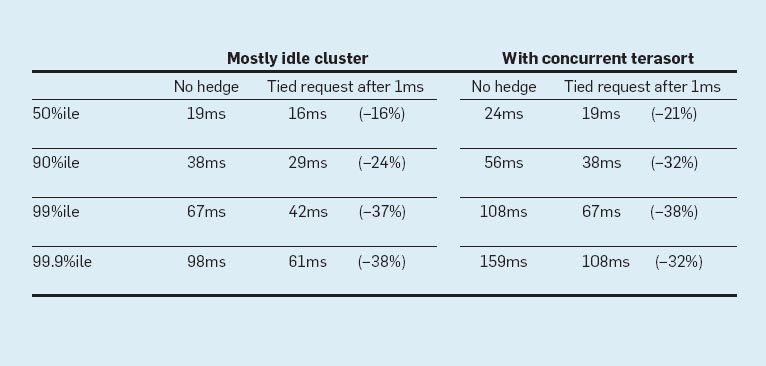 Mostly idle cluster With concurrent terasort
No hedge Tied request after 1ms No hedge Tied request after 1ms
50%ile 19ms 16ms (–16%) 24ms 19ms (–21%)
90%ile 38ms 29ms (–24%) 56ms 38ms (–32%)
99%ile 67ms 42ms (–37%) 108ms 67ms (–38%)
99.9%ile 98ms 61ms (–38%) 159ms 108ms (–32%)